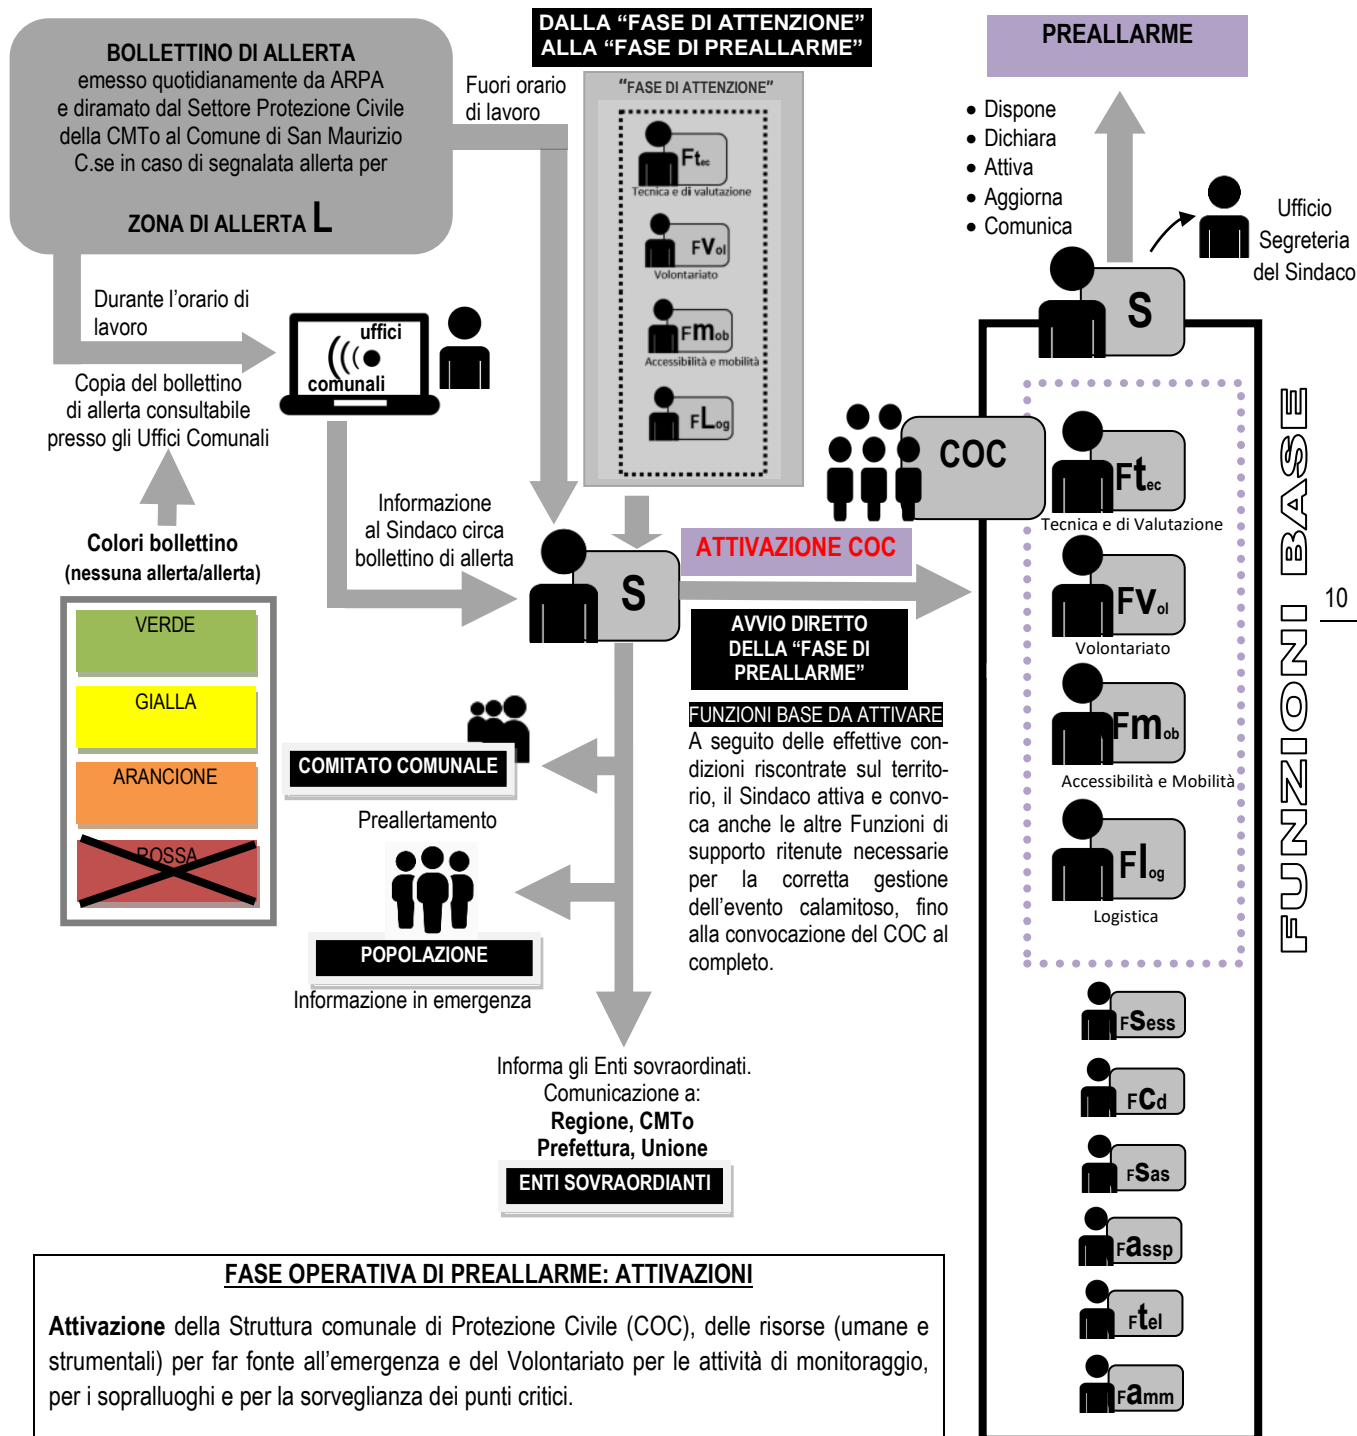 BOLLETTINO DI ALLERTA
emesso quotidianamente da ARPA
e diramato dal Settore Protezione Civile
della CMTo al Comune di San Maurizio
C.se in caso di segnalata allerta per
ZONA DI ALLERTA L
Fuori orario
di lavoro
DALLA “FASE DI ATTENZIONE”
ALLA “FASE DI PREALLARME”
“FASE DI ATTENZIONE”
Ftec
Tecnica e di valutazione
FVol
Volontariato
Fmob
Accessibilità e mobilità
FLog
PREALLARME
• Dispone
• Dichiara
• Attiva
• Aggiorna
• Comunica
Ufficio
Segreteria
del Sindaco
S
Durante l’orario di
lavoro
uffici
comunali
Copia del bollettino
di allerta consultabile
presso gli Uffici Comunali
Colori bollettino
(nessuna allerta/allerta)
VERDE
GIALLA
ARANCIONE
ROSSA
Informazione
al Sindaco circa
bollettino di allerta
S
ATTIVAZIONE COC
AVVIO DIRETTO
DELLA “FASE DI
PREALLARME”
FUNZIONI BASE DA ATTIVARE
A seguito delle effettive con-
dizioni riscontrate sul territo-
rio, il Sindaco attiva e convo-
ca anche le altre Funzioni di
supporto ritenute necessarie
per la corretta gestione
dell’evento calamitoso, fino
alla convocazione del COC al
completo.
COC
Ftec
Tecnica e di Valutazione
Fvol
Volontariato
Fmob
Accessibilità e Mobilità
Flog
Logistica
FSess
FCd
FSas
Fassp
Ftel
Famm
FUNZIONI BASE
10
COMITATO COMUNALE
Preallertamento
POPOLAZIONE
Informazione in emergenza
Informa gli Enti sovraordinati.
Comunicazione a:
Regione, CMTo
Prefettura, Unione
ENTI SOVRAORDIANTI
FASE OPERATIVA DI PREALLARME: ATTIVAZIONI
Attivazione della Struttura comunale di Protezione Civile (COC), delle risorse (umane e
strumentali) per far fonte all’emergenza e del Volontariato per le attività di monitoraggio,
per i sopralluoghi e per la sorveglianza dei punti critici.